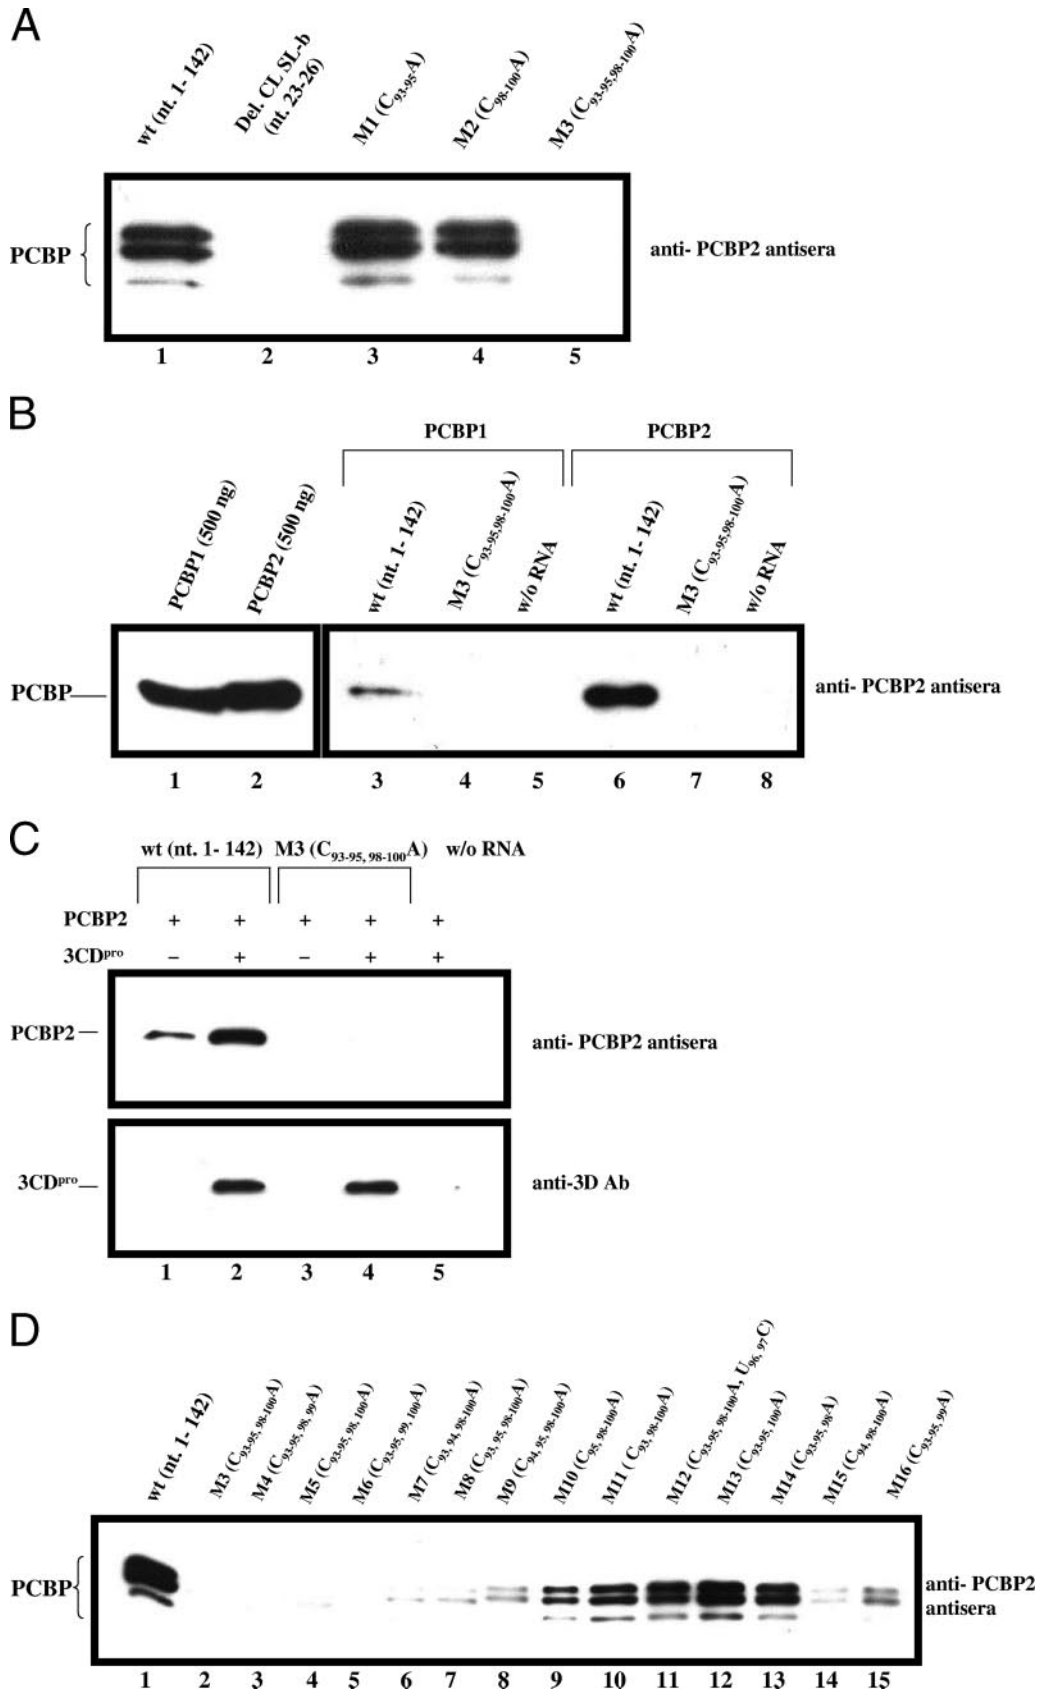 A
wt (nt. 1- 142)
Del. CL SL-b
(nt. 23-26)
M1 (C93-95A)
M2 (C98-100A)
M3 (C93-95,98-100A)
PCBP
anti- PCBP2 antisera
1 2 3 4 5
B
PCBP1 PCBP2
PCBP1 (500 ng)
PCBP2 (500 ng)
wt (nt. 1- 142)
M3 (C93-95,98-100A)
w/o RNA
wt (nt. 1- 142)
M3 (C93-95,98-100A)
w/o RNA
PCBP
anti- PCBP2 antisera
1 2 3 4 5 6 7 8
C
wt (nt. 1- 142) M3 (C93-95, 98-100A) w/o RNA
PCBP2 + + + + +
3CDpro – + – + +
PCBP2
anti- PCBP2 antisera
3CDpro
anti-3D Ab
1 2 3 4 5
D
wt (nt. 1- 142)
M3 (C93-95, 98-100A)
M4 (C93-95, 98, 99A)
M5 (C93-95, 98, 100A)
M6 (C93-95, 99, 100A)
M7 (C93, 94, 98-100A)
M8 (C93, 95, 98-100A)
M9 (C94, 95, 98-100A)
M10 (C95, 98-100A)
M11 ( C93, 98-100A)
M12 (C93-95, 98-100A, U96, 97C)
M13 (C93-95, 100A)
M14 (C93-95, 98A)
M15 (C94, 98-100A)
M16 (C93-95, 99A)
PCBP
anti- PCBP2
antisera
1 2 3 4 5 6 7 8 9 10 11 12 13 14 15